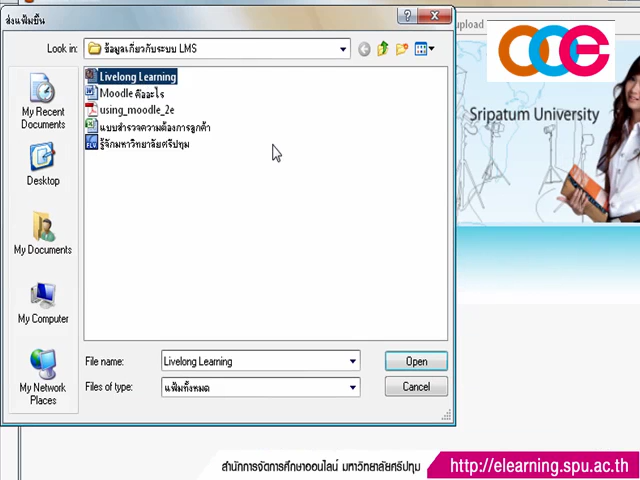 ส่งแฟ้มขึ้น
upload
Look in:
ข้อมูลเกี่ยวกับระบบ LMS
Livelong Learning
Moodle คืออะไร
using_moodle_2e
แบบสำรวจความต้องการลูกค้า
รู้จักมหาวิทยาลัยศรีปทุม
My Recent
Documents
Desktop
My Documents
My Computer
My Network
Places
File name:
Livelong Learning
Open
Files of type:
แฟ้มทั้งหมด
Cancel
Sripatum University
สำนักการจัดการศึกษาออนไลน์ มหาวิทยาลัยศรีปทุม
http://elearning.spu.ac.th